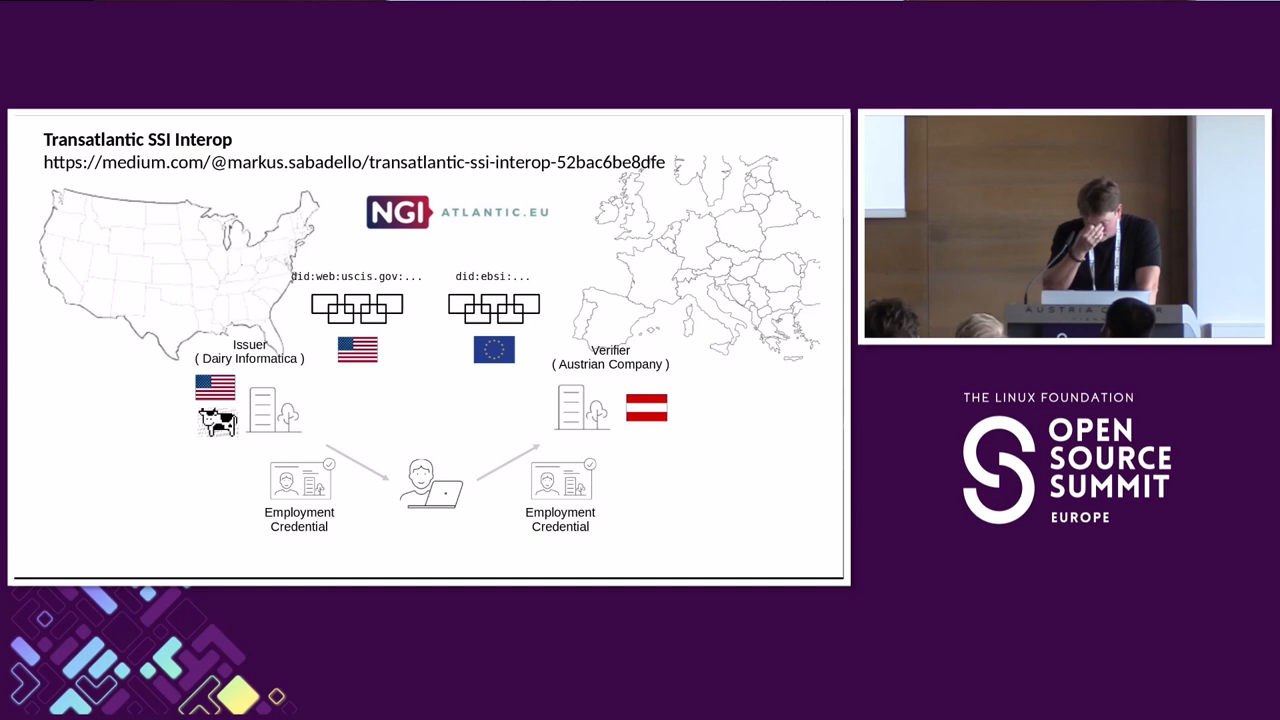 Transatlantic SSI Interop
https://medium.com/@markus.sabadello/transatlantic-ssi-interop-52bac6be8dfe
NGI ATLANTIC.EU
did:web:uscis.gov:...
did:ebsi:...
Issuer
( Dairy Informatica )
Verifier
( Austrian Company )
Employment
Credential
Employment
Credential
AUSTRIA
THE LINUX FOUNDATION
OPEN
SOURCE
SUMMIT
EUROPE